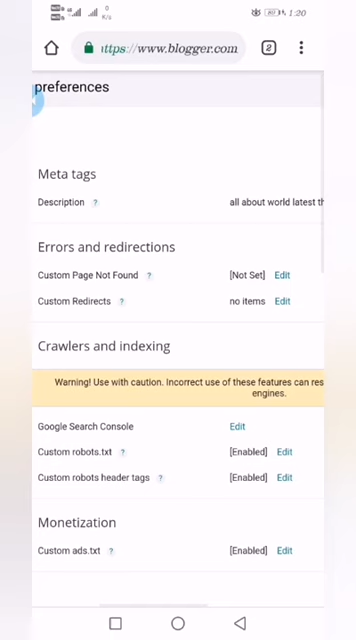 0
K/s
1:20
https://www.blogger.com
2
preferences
Meta tags
Description ? all about world latest th
Errors and redirections
Custom Page Not Found ? [Not Set] Edit
Custom Redirects ? no items Edit
Crawlers and indexing
Warning! Use with caution. Incorrect use of these features can res
engines.
Google Search Console Edit
Custom robots.txt ? [Enabled] Edit
Custom robots header tags ? [Enabled] Edit
Monetization
Custom ads.txt ? [Enabled] Edit